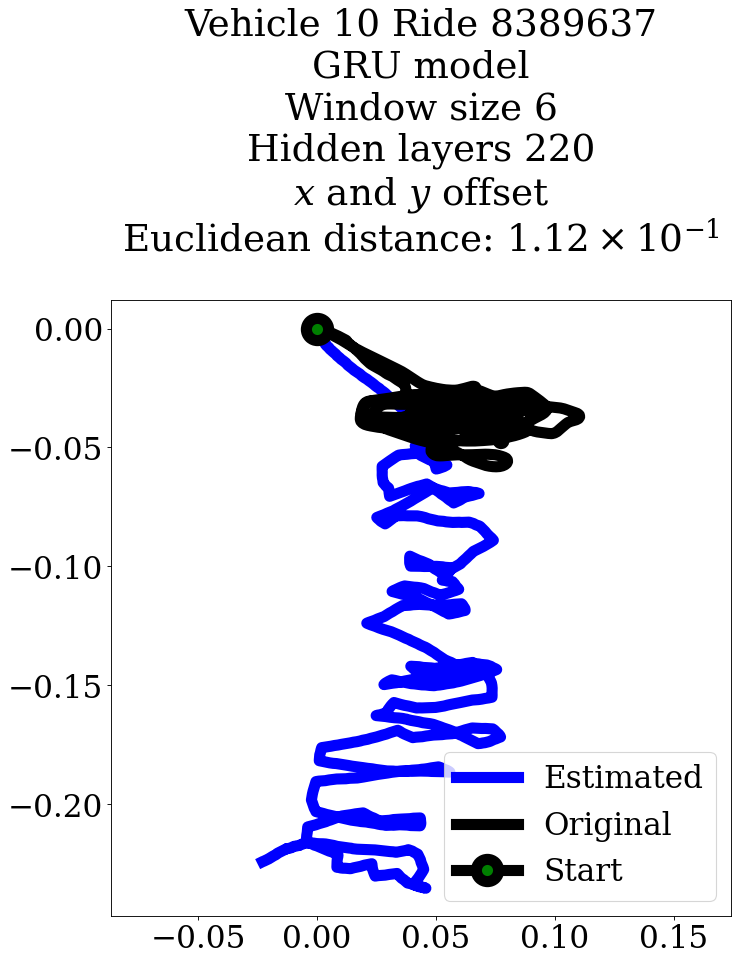 Vehicle 10 Ride 8389637
GRU model
Window size 6
Hidden layers 220
x and y offset
Euclidean distance: 1.12 × 10⁻¹
0.00
−0.05
−0.10
−0.15
−0.20
Estimated
Original
Start
−0.05 0.00 0.05 0.10 0.15